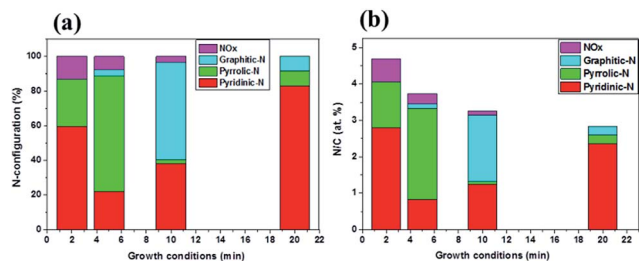 (a)
N-configuration (%)
100
80
60
40
20
0
NOx
Graphitic-N
Pyrrolic-N
Pyridinic-N
0 2 4 6 8 10 12 14 16 18 20 22
Growth conditions (min)
(b)
N/C (at. %)
5
4
3
2
1
0
NOx
Graphitic-N
Pyrrolic-N
Pyridinic-N
0 2 4 6 8 10 12 14 16 18 20 22
Growth conditions (min)